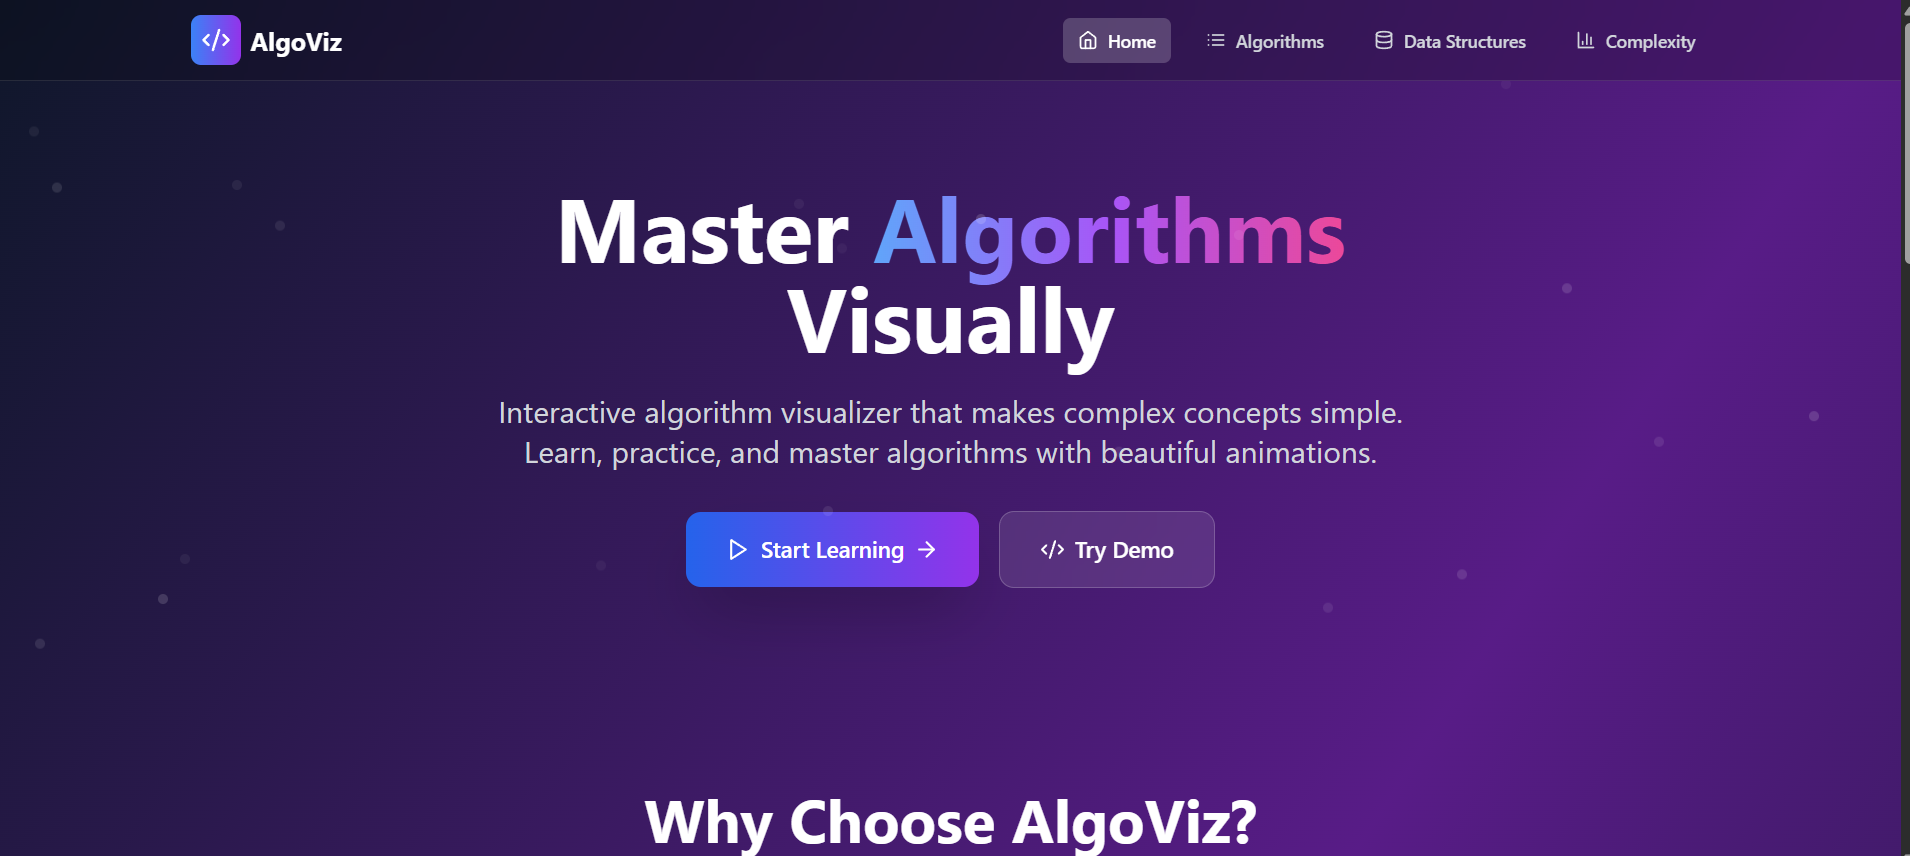 AlgoViz
Home
Algorithms
Data Structures
Complexity
Master Algorithms
Visually
Interactive algorithm visualizer that makes complex concepts simple.
Learn, practice, and master algorithms with beautiful animations.
Start Learning
Try Demo
Why Choose AlgoViz?